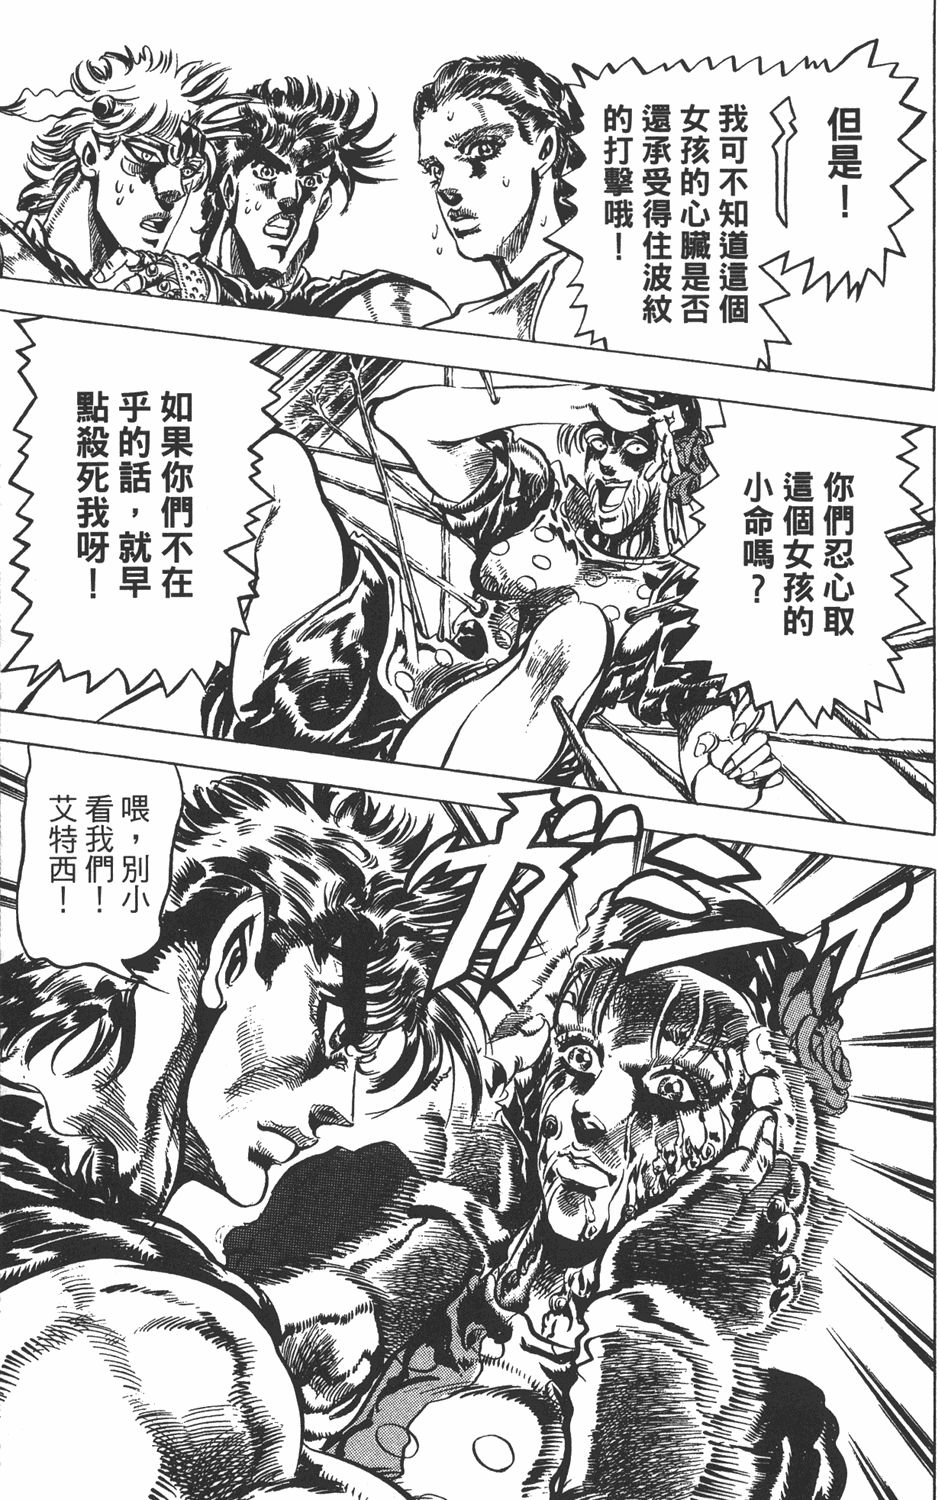 但是！
我可不知道這個
女孩的心臟是否
還承受得住波紋
的打擊哦！
你們忍心取
這個女孩的
小命嗎？
如果你們不在
乎的話，就早
點殺死我呀！
喂，別小
看我們！
艾特西！
ガシィ